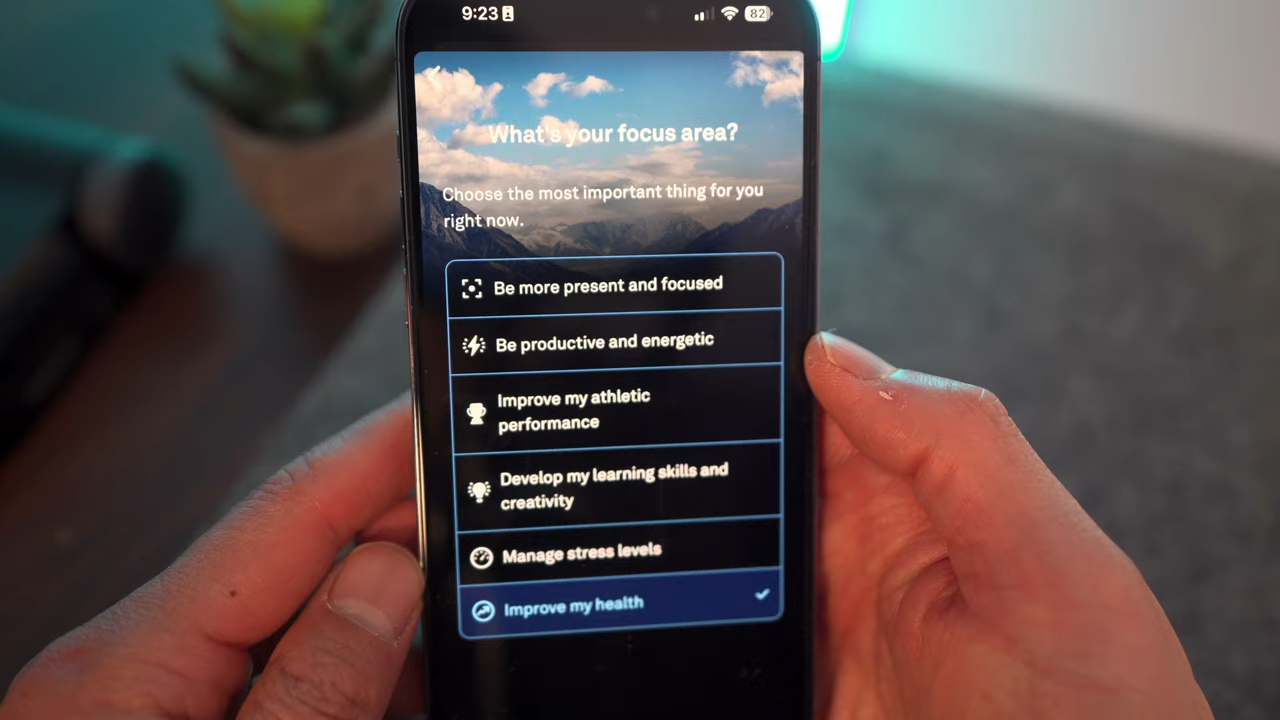 9:23
82
What's your focus area?
Choose the most important thing for you
right now.
Be more present and focused
Be productive and energetic
Improve my athletic
performance
Develop my learning skills and
creativity
Manage stress levels
Improve my health